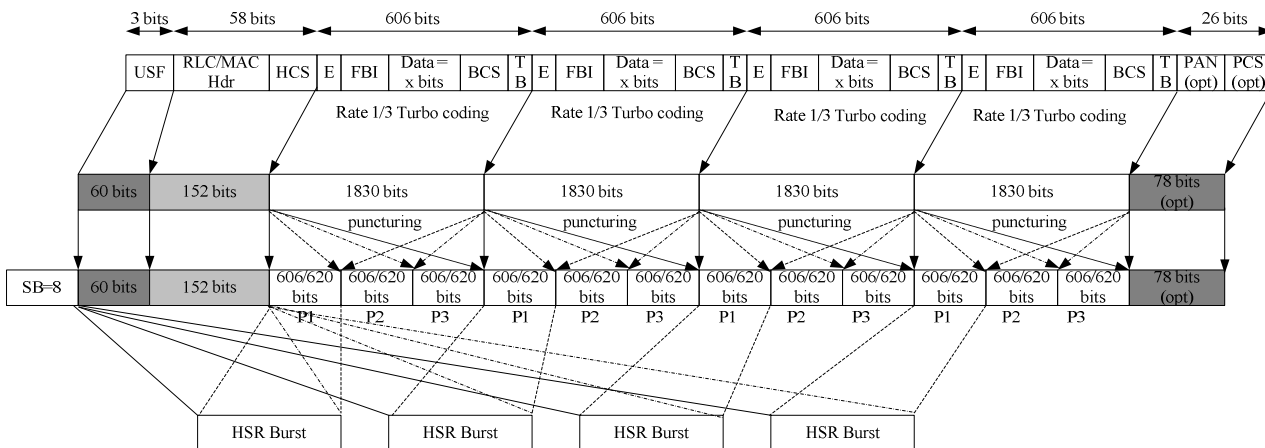 3 bits 58 bits 606 bits 606 bits 606 bits 606 bits 26 bits
USF RLC/MAC Hdr HCS E FBI Data = x bits BCS T B E FBI Data = x bits BCS T B E FBI Data = x bits BCS T B E FBI Data = x bits BCS T B PAN (opt) PCS (opt)
Rate 1/3 Turbo coding Rate 1/3 Turbo coding Rate 1/3 Turbo coding Rate 1/3 Turbo coding
60 bits 152 bits 1830 bits 1830 bits 1830 bits 1830 bits 78 bits (opt)
puncturing puncturing puncturing puncturing
SB=8 60 bits 152 bits 606/620 bits 606/620 bits 606/620 bits 606/620 bits 606/620 bits 606/620 bits 606/620 bits 606/620 bits 606/620 bits 606/620 bits 606/620 bits 606/620 bits 78 bits (opt)
P1 P2 P3 P1 P2 P3 P1 P2 P3 P1 P2 P3
HSR Burst HSR Burst HSR Burst HSR Burst